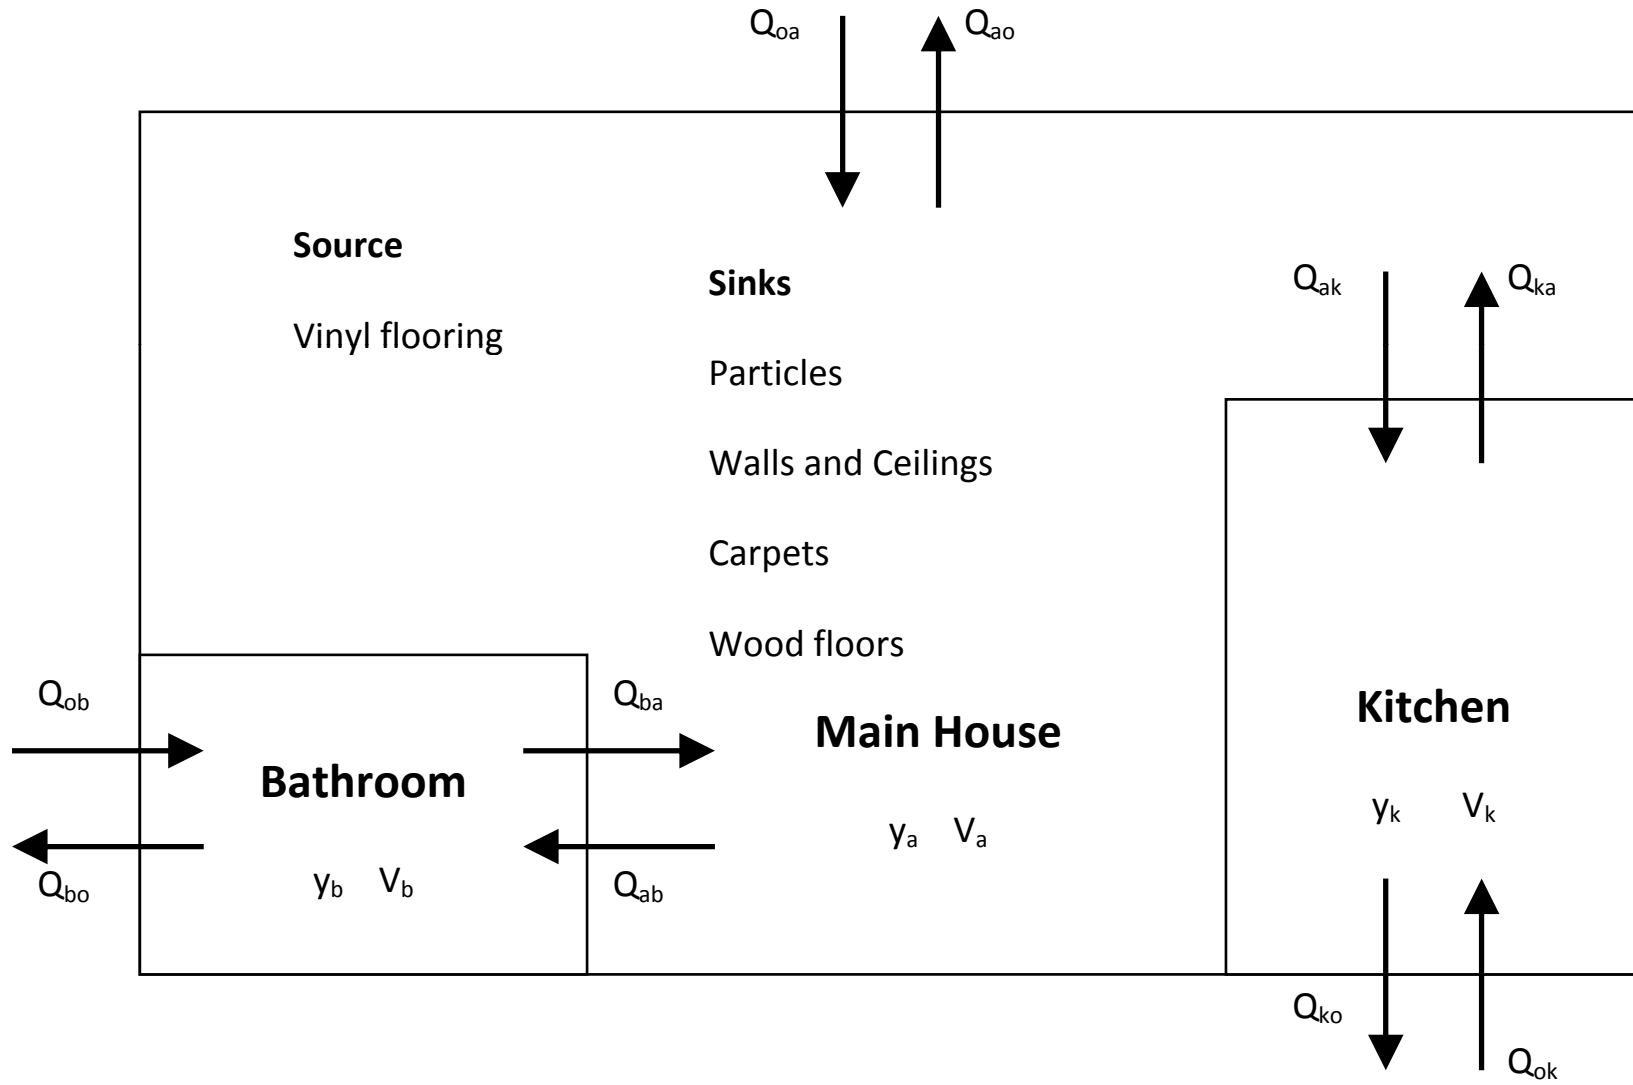 Qoa
Qao
Source
Sinks
Qak
Qka
Vinyl flooring
Particles
Walls and Ceilings
Carpets
Wood floors
Qob
Qba
Main House
Kitchen
Bathroom
yk Vk
ya Va
Qbo
yb Vb
Qab
Qko
Qok